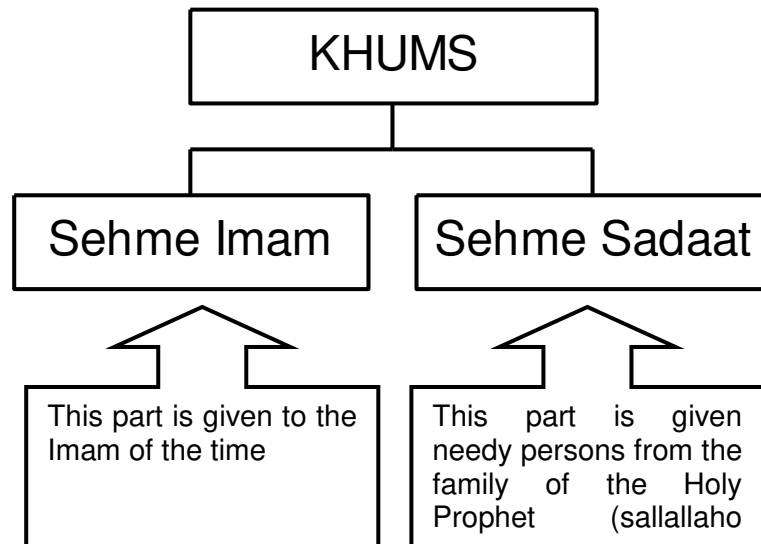 KHUMS
Sehme Imam
Sehme Sadaat
This part is given to the
Imam of the time
This part is given
needy persons from the
family of the Holy
Prophet (sallallaho